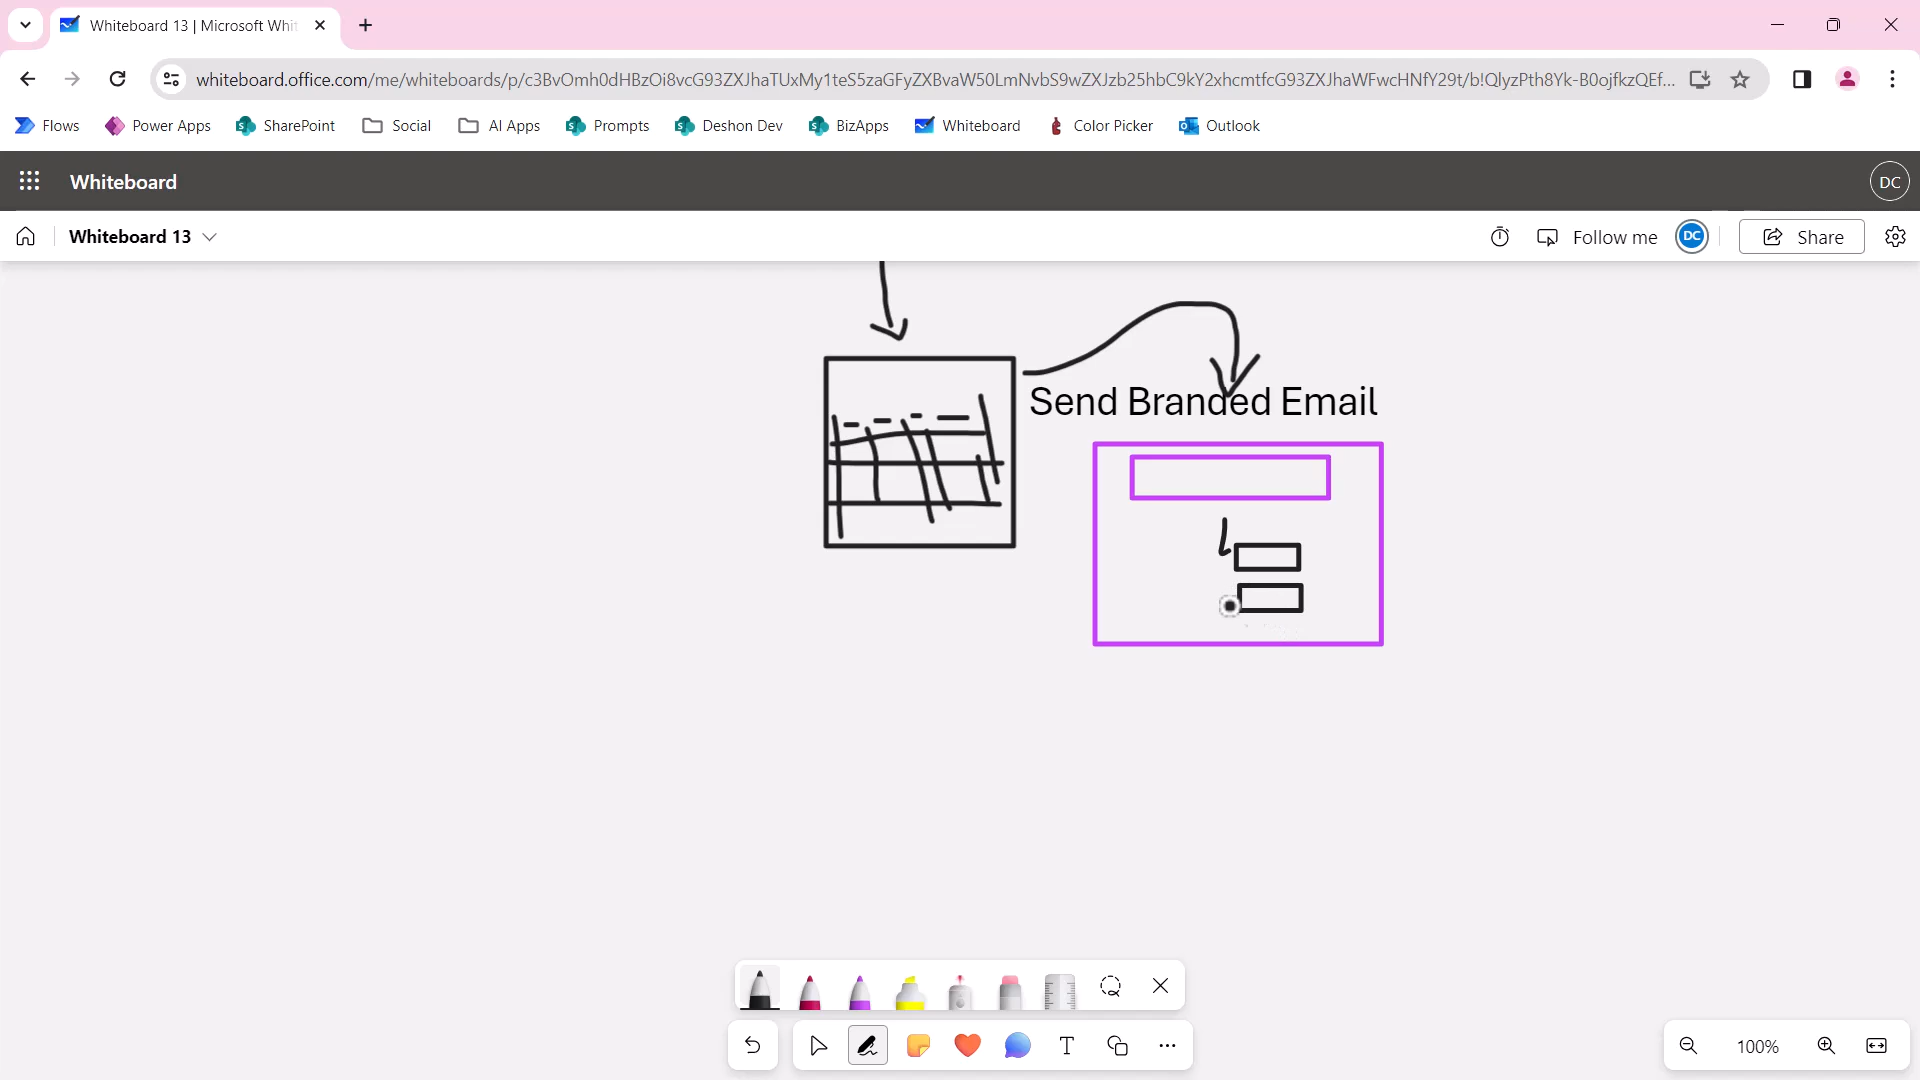 Whiteboard 13 | Microsoft Whit
whiteboard.office.com/me/whiteboards/p/c3BvOmh0dHBzOi8vcG93ZXJhaTUxMy1teS5zaGFyZXBvaW50LmNvbS9wZXJzb25hbC9kY2xhcmtfcG93ZXJhaWFwcHNfY29t/b!QlyzPth8Yk-B0ojfkzQEf...
Flows Power Apps SharePoint Social AI Apps Prompts Deshon Dev BizApps Whiteboard Color Picker Outlook
Whiteboard DC
Whiteboard 13 Follow me DC Share
Send Branded Email
100%